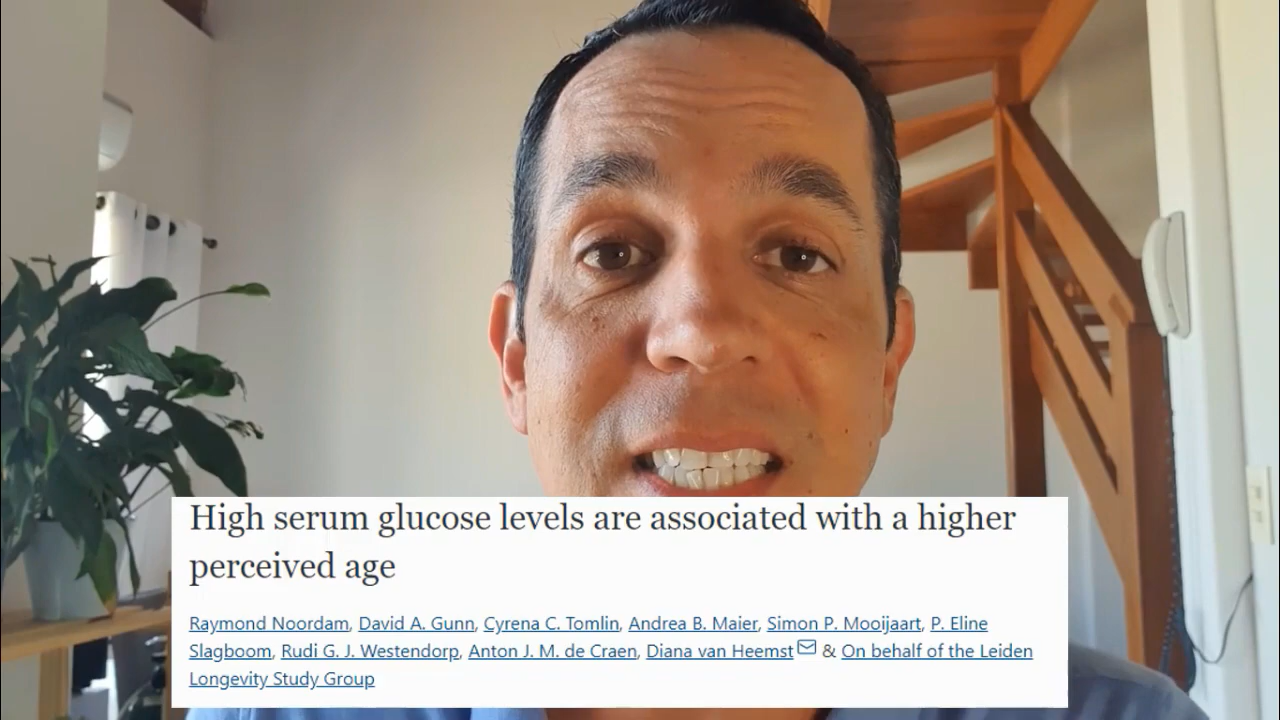 High serum glucose levels are associated with a higher
perceived age
Raymond Noordam, David A. Gunn, Cyrena C. Tomlin, Andrea B. Maier, Simon P. Mooijaart, P. Eline
Slagboom, Rudi G. J. Westendorp, Anton J. M. de Craen, Diana van Heemst & On behalf of the Leiden
Longevity Study Group